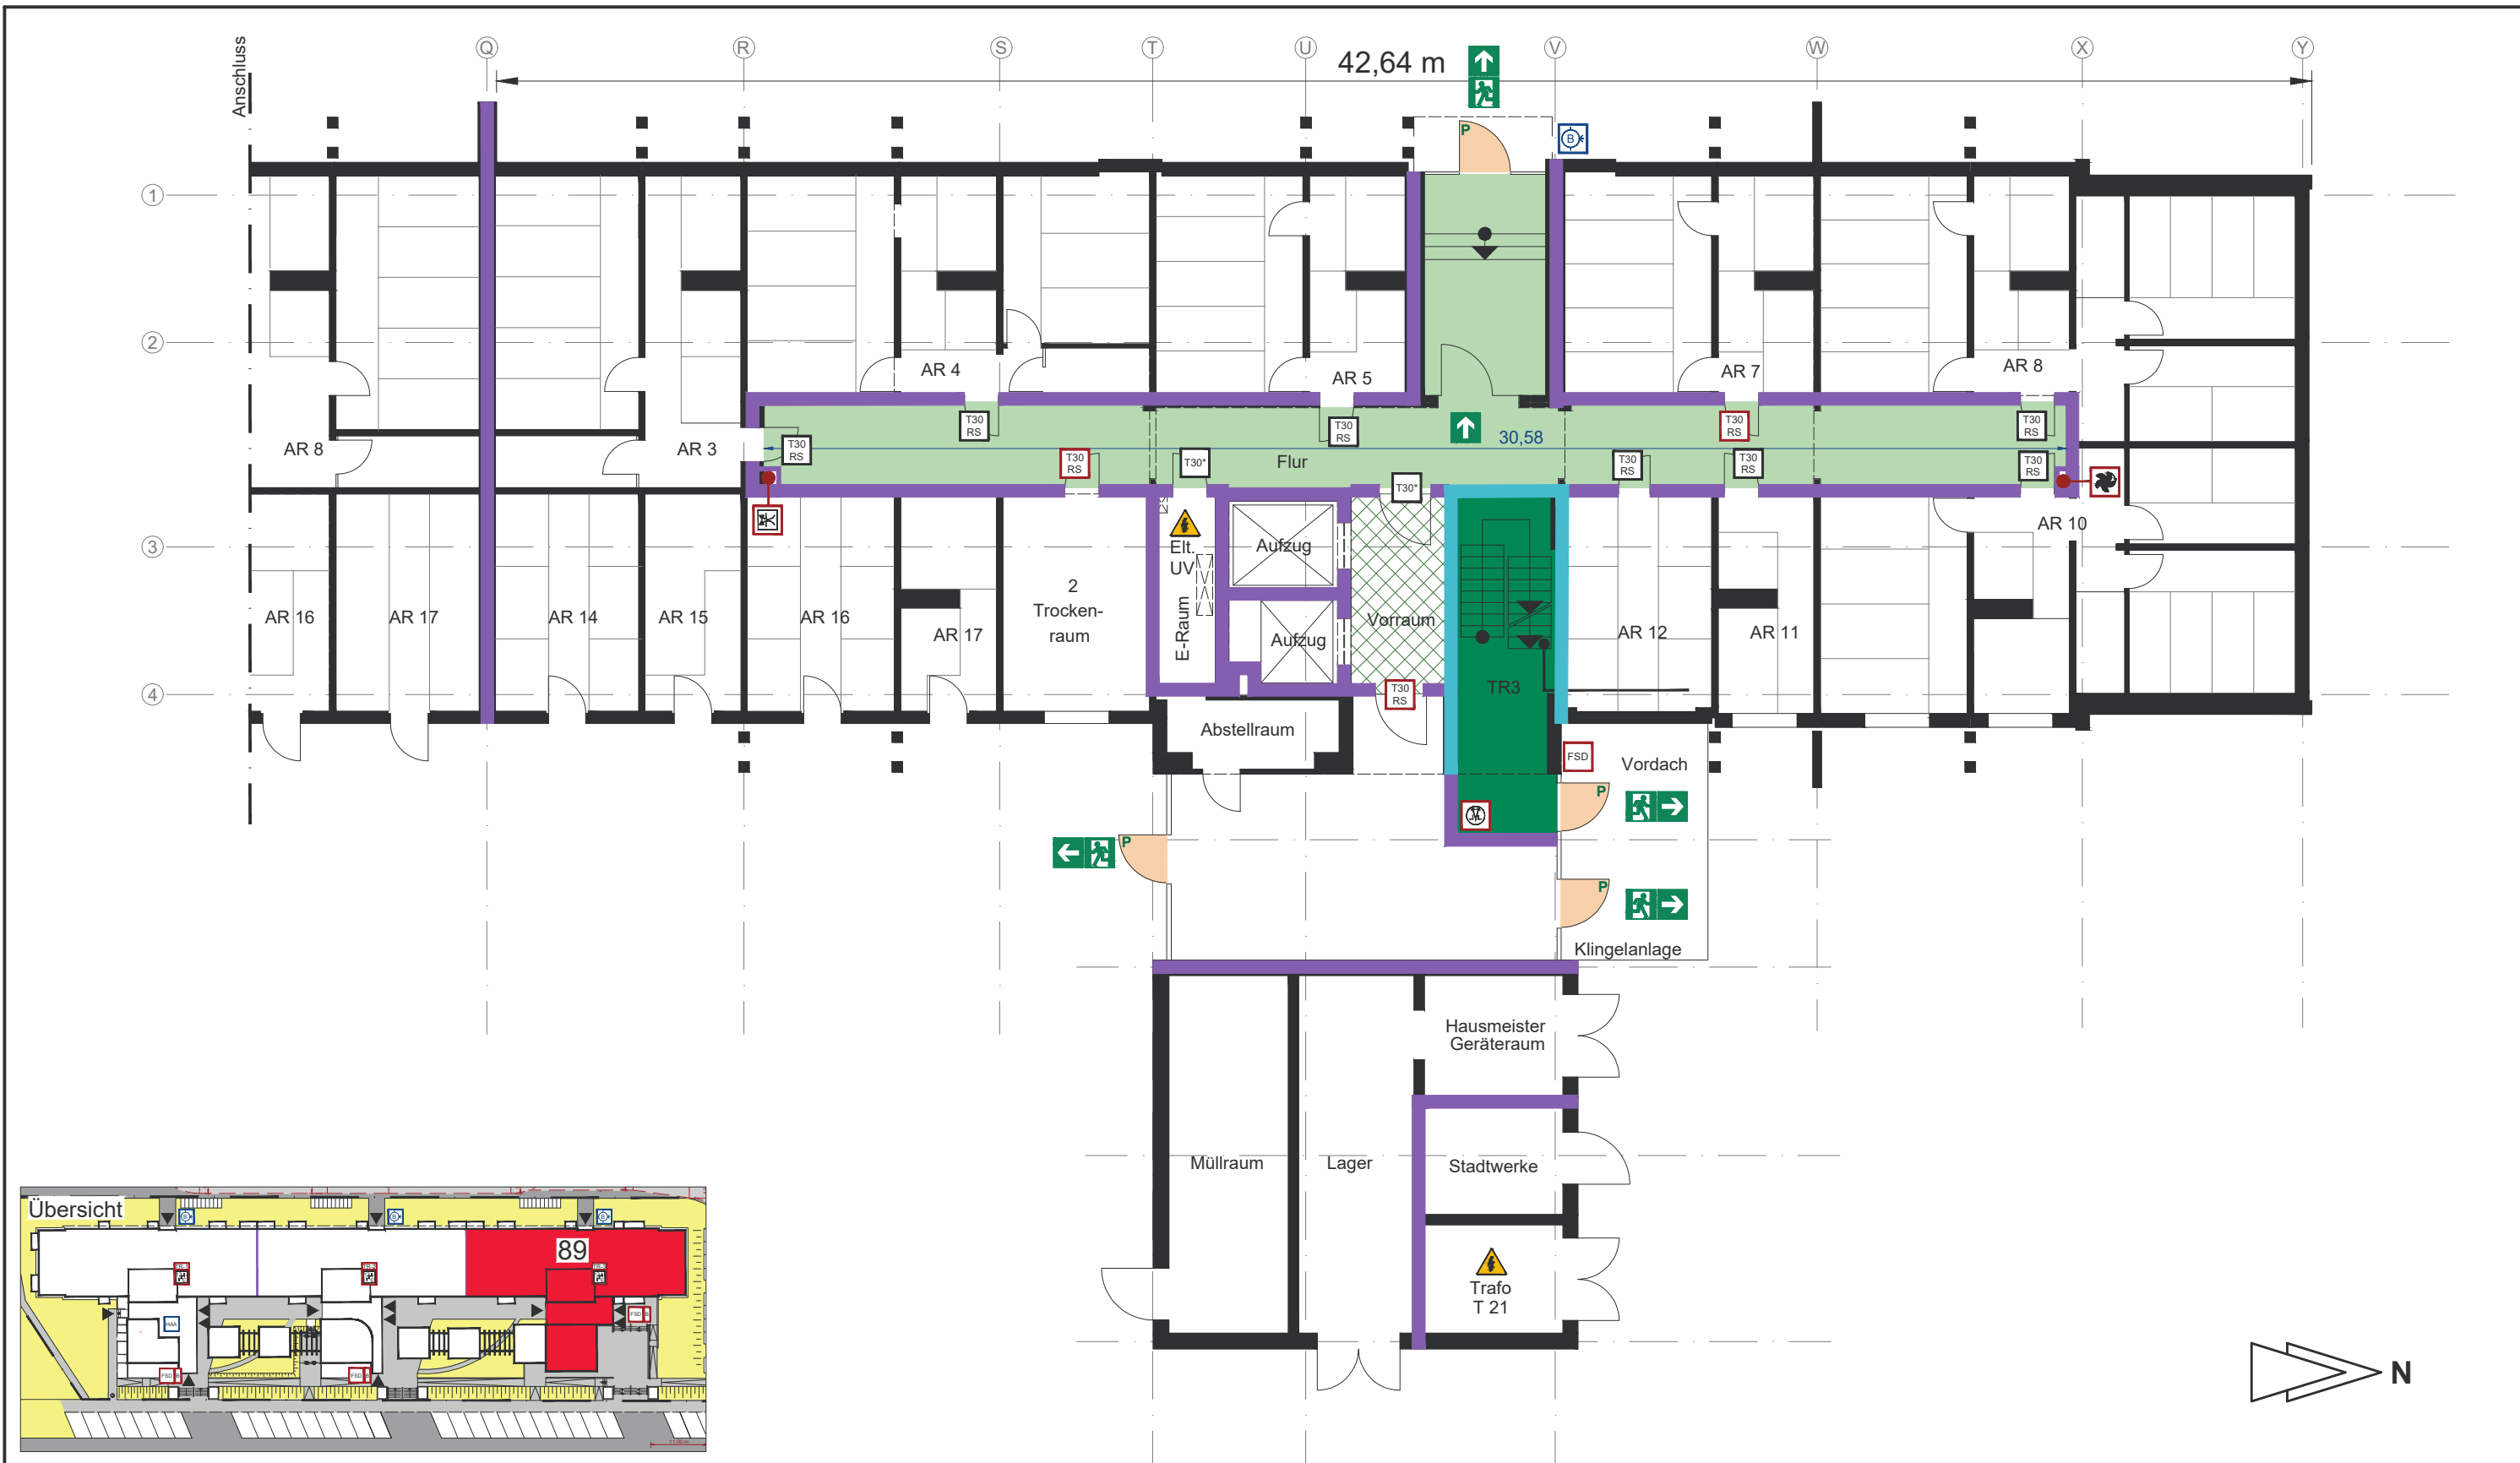 Anschluss
Q
R
S
T
U
V
W
X
Y
42,64 m
P
B
1
2
3
4
AR 4
AR 5
AR 7
AR 8
AR 8
AR 3
T30
RS
T30
RS
T30
RS
T30*
T30
RS
T30*
30,58
Flur
T30
RS
T30
RS
T30
RS
T30
RS
T30
RS
AR 10
Elt.
UV
E-Raum
Aufzug
Aufzug
Vorraum
TR3
2
Trocken-
raum
AR 16
AR 17
AR 14
AR 15
AR 16
AR 17
AR 12
AR 11
T30
RS
Abstellraum
FSD
Vordach
P
P
P
Klingelanlage
Hausmeister
Geräteraum
Müllraum
Lager
Stadtwerke
Trafo
T 21
Übersicht
89
N